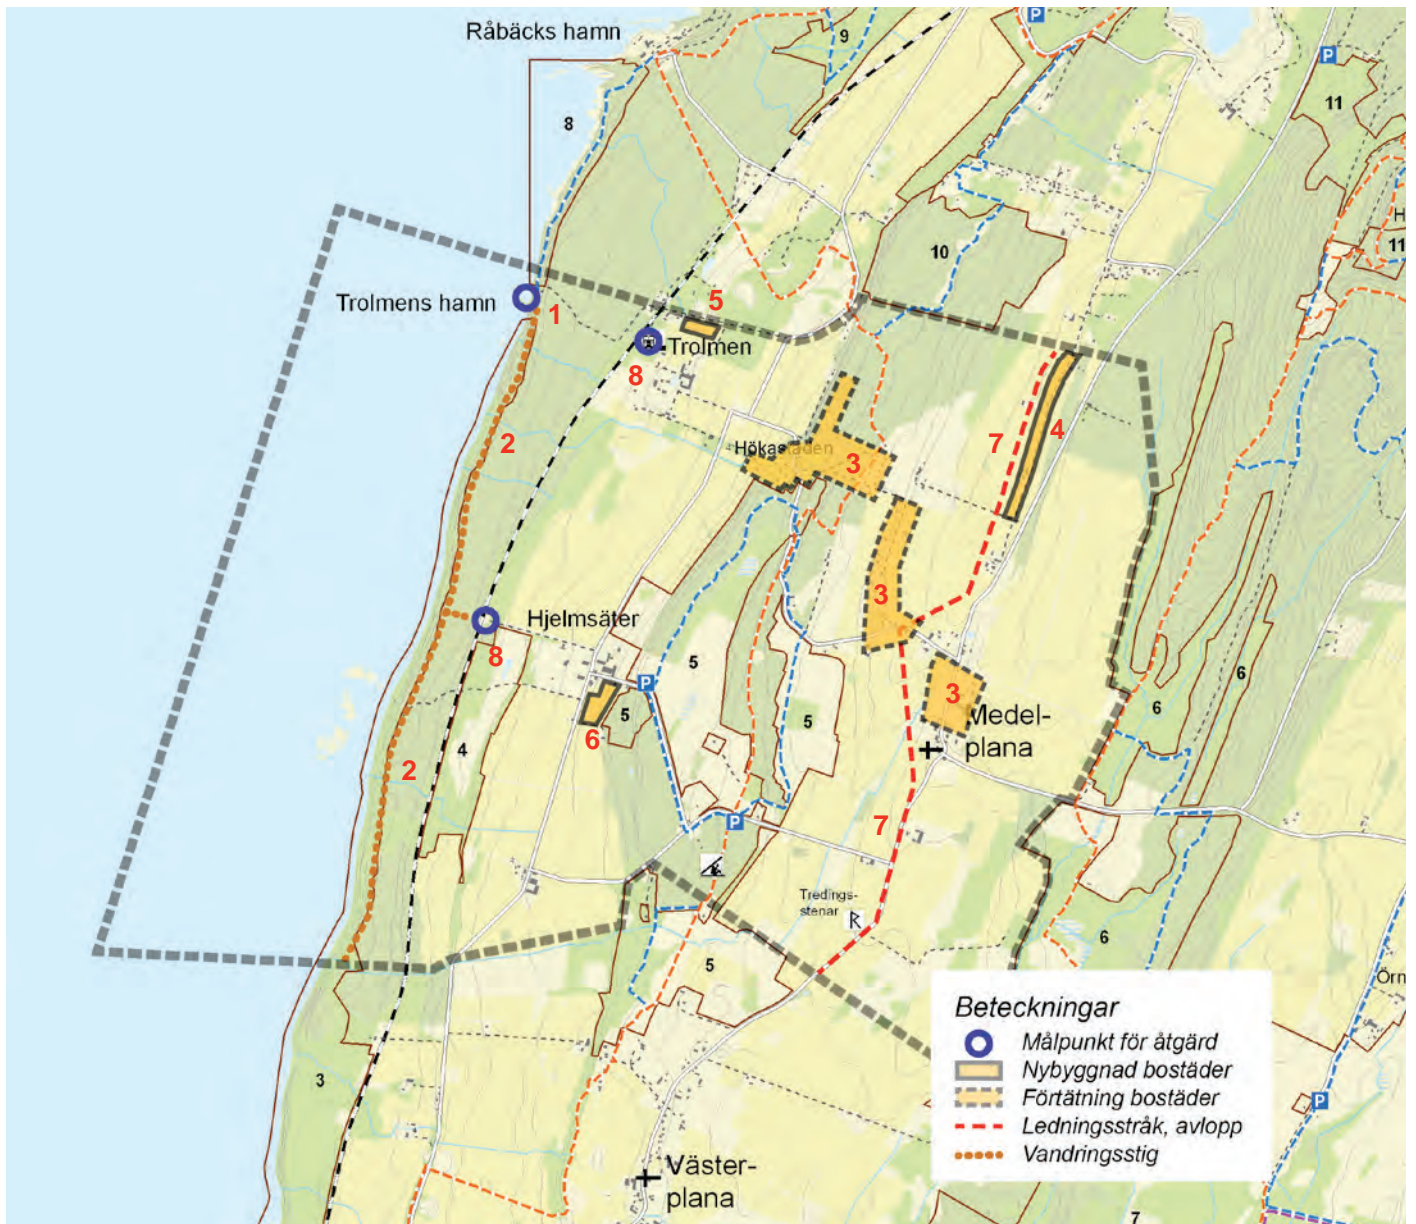 Råbäcks hamn
P
9
P
8
11
H
11
10
Trolmens hamn
1
5
Trolmen
8
2
7
4
Hökastaden
3
3
Hjelmsäter
8
P
5
5
6
6
3
5
6
Medel-
plana
4
2
P
7
Tredings-
stenar
R
5
6
Örn
3
P
Väster-
plana
7
Beteckningar
Målpunkt för åtgärd
Nybyggnad bostäder
Förtätning bostäder
Ledningsstråk, avlopp
Vandringsstig